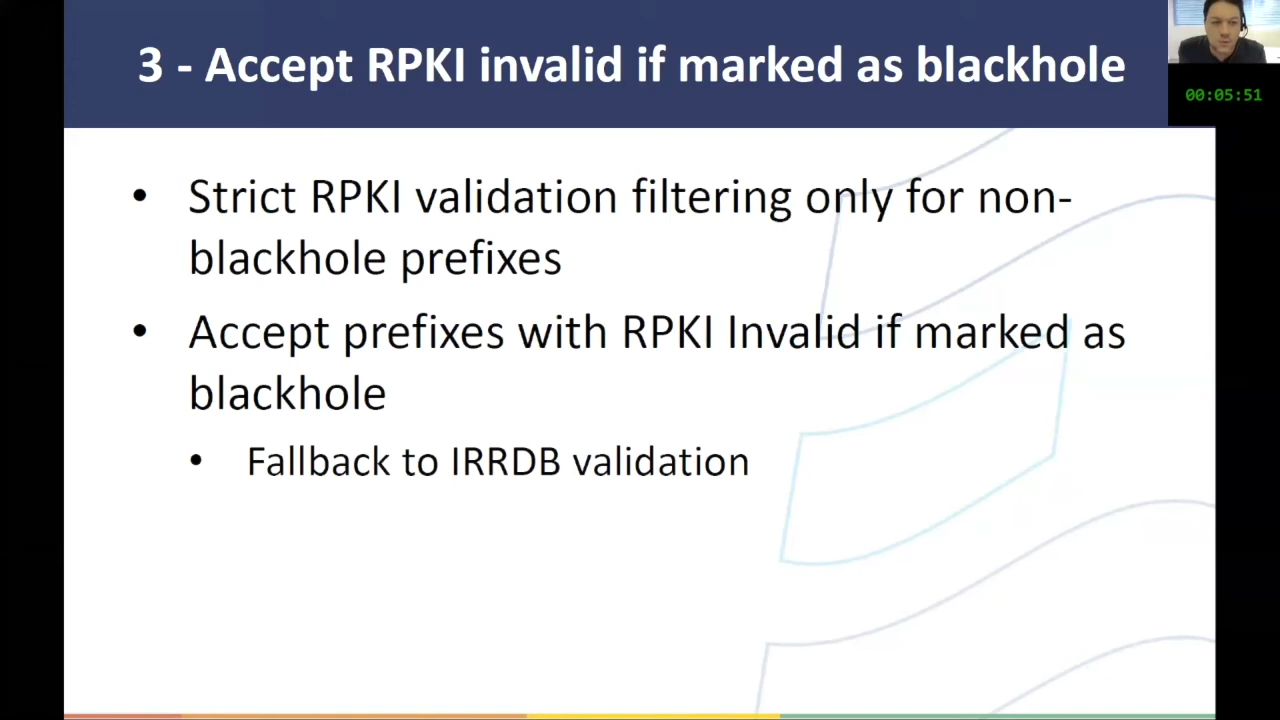 3 - Accept RPKI invalid if marked as blackhole
00:05:51
• Strict RPKI validation filtering only for non-
blackhole prefixes
• Accept prefixes with RPKI Invalid if marked as
blackhole
• Fallback to IRRDB validation